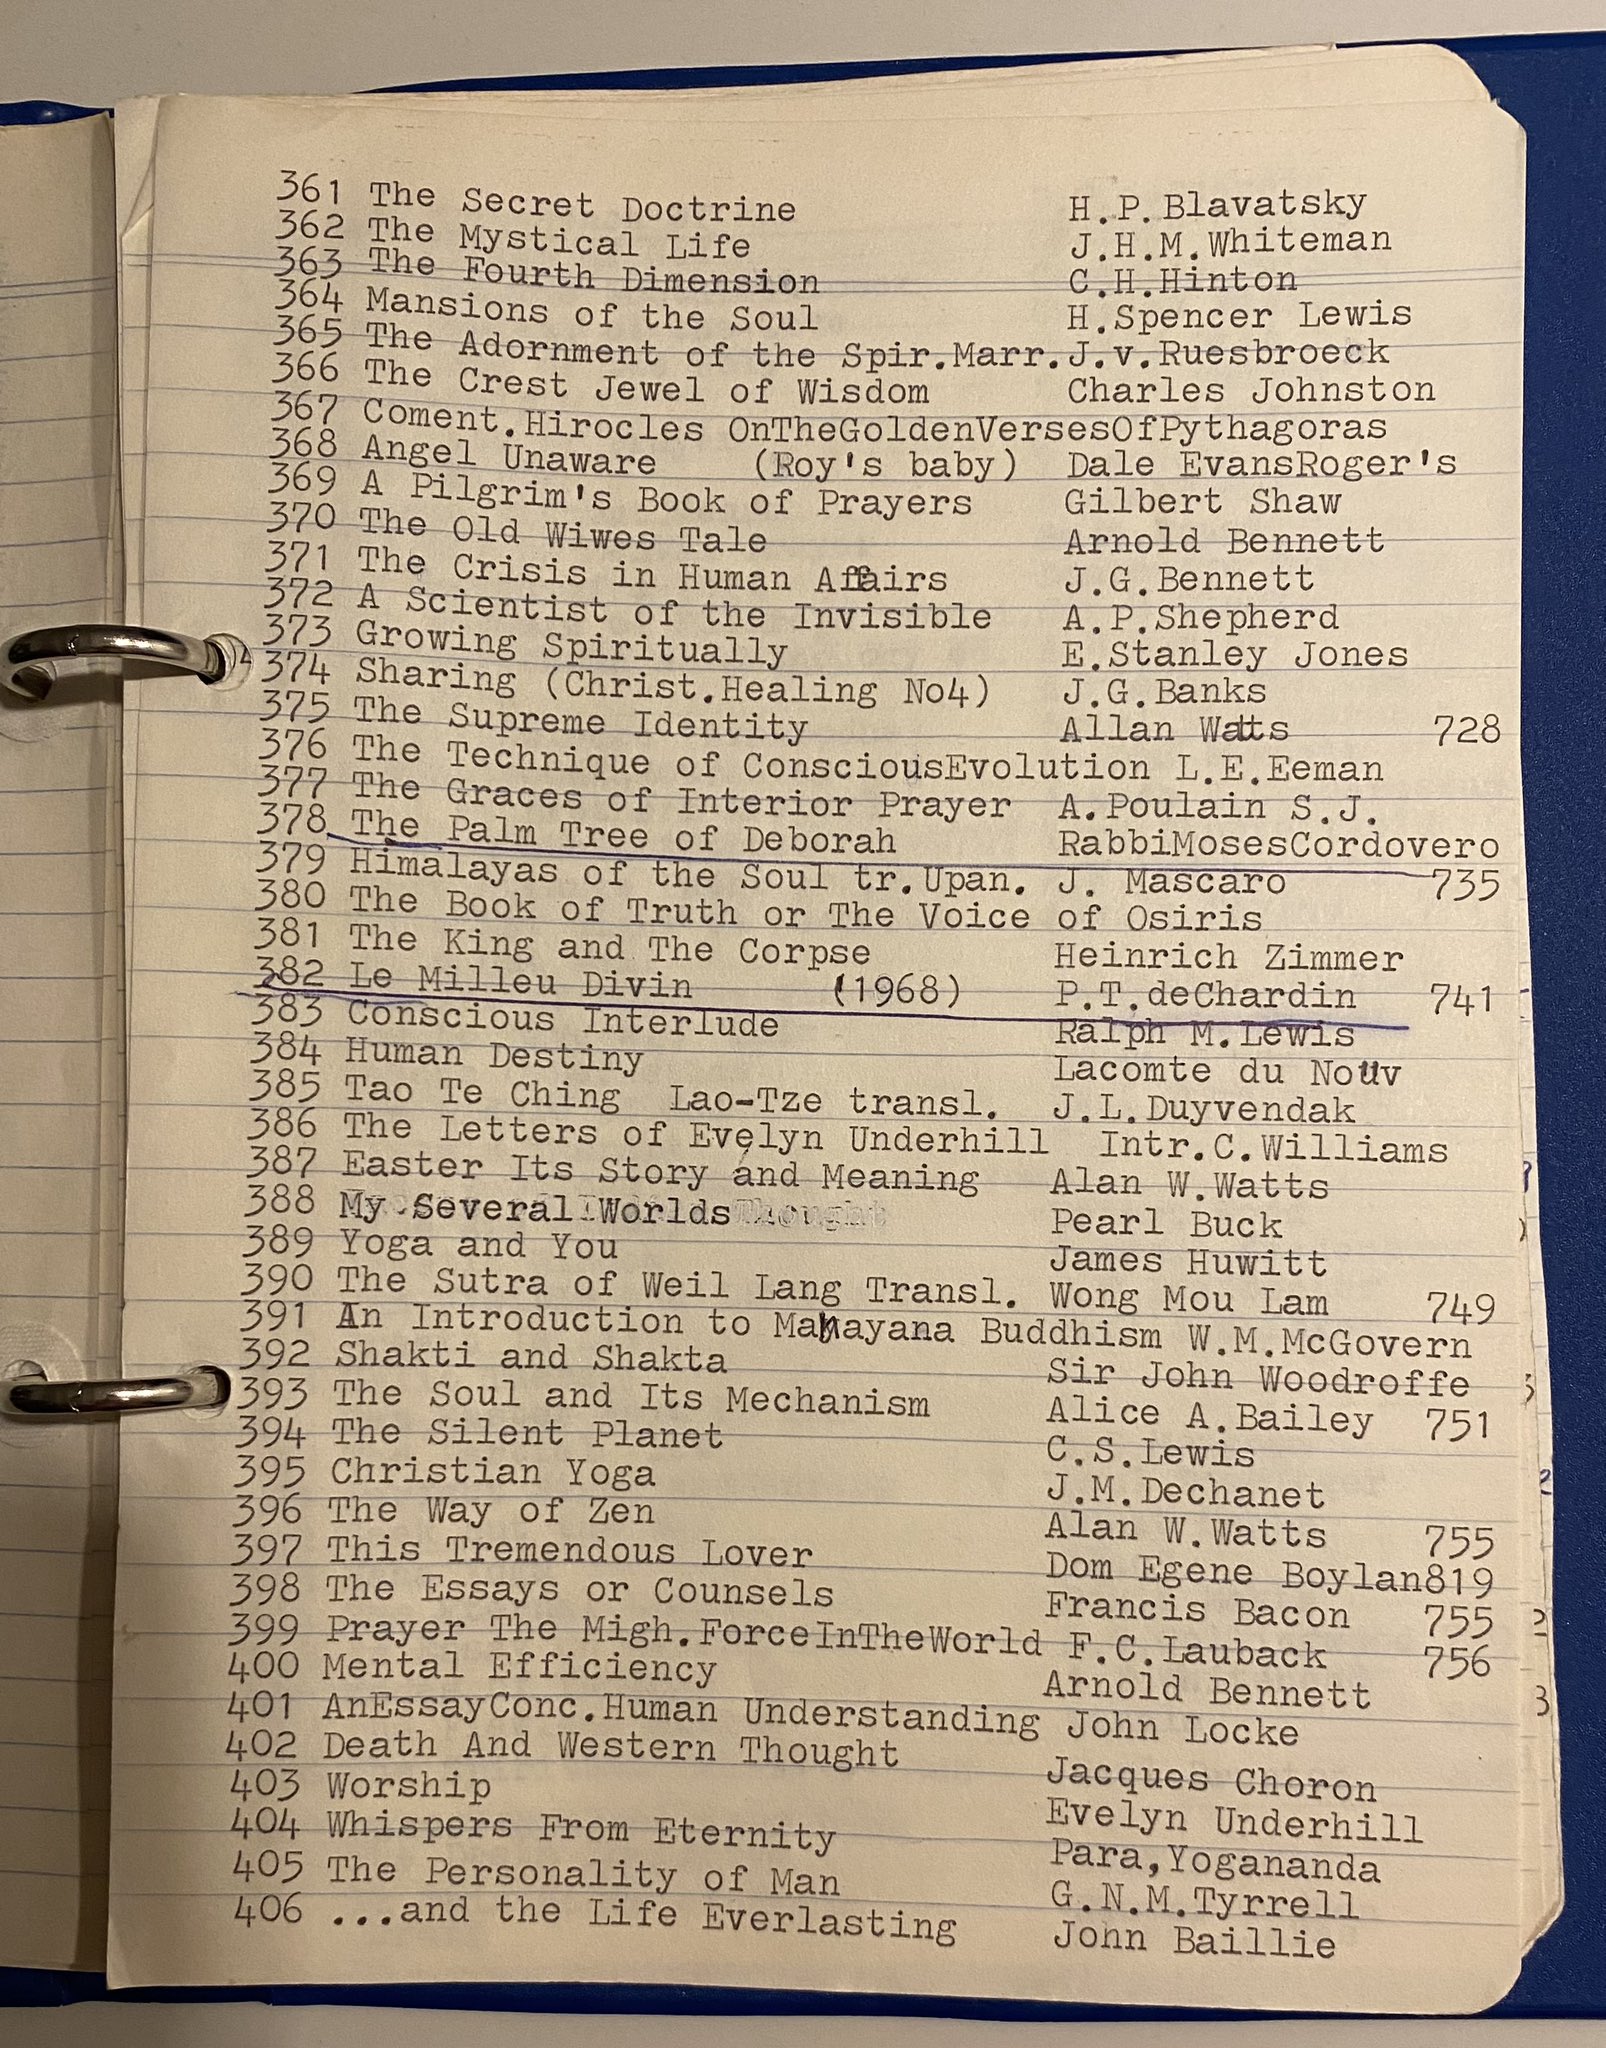 361 The Secret Doctrine H.P.Blavatsky
362 The Mystical Life J.H.M.Whiteman
363 The Fourth Dimension C.H.Hinton
364 Mansions of the Soul H.Spencer Lewis
365 The Adornment of the Spir.Marr.J.v.Ruesbroeck
366 The Crest Jewel of Wisdom Charles Johnston
367 Coment.Hirocles OnTheGoldenVersesOfPythagoras
368 Angel Unaware (Roy's baby) Dale EvansRoger's
369 A Pilgrim's Book of Prayers Gilbert Shaw
370 The Old Wiwes Tale Arnold Bennett
371 The Crisis in Human Affairs J.G.Bennett
372 A Scientist of the Invisible A.P.Shepherd
373 Growing Spiritually E.Stanley Jones
374 Sharing (Christ.Healing No4) J.G.Banks
375 The Supreme Identity Allan Watts 728
376 The Technique of ConsciousEvolution L.E.Eeman
377 The Graces of Interior Prayer A.Poulain S.J.
378 The Palm Tree of Deborah RabbiMosesCordovero
379 Himalayas of the Soul tr.Upan. J. Mascaro 735
380 The Book of Truth or The Voice of Osiris
381 The King and The Corpse Heinrich Zimmer
382 Le Milleu Divin (1968) P.T.deChardin 741
383 Conscious Interlude Ralph M.Lewis
384 Human Destiny Lacomte du Nouv
385 Tao Te Ching Lao-Tze transl. J.L.Duyvendak
386 The Letters of Evelyn Underhill Intr.C.Williams
387 Easter Its Story and Meaning Alan W.Watts
388 My Several Worlds Pearl Buck
389 Yoga and You James Huwitt
390 The Sutra of Weil Lang Transl. Wong Mou Lam 749
391 An Introduction to Mahayana Buddhism W.M.McGovern
392 Shakti and Shakta Sir John Woodroffe
393 The Soul and Its Mechanism Alice A.Bailey 751
394 The Silent Planet C.S.Lewis
395 Christian Yoga J.M.Dechanet
396 The Way of Zen Alan W.Watts 755
397 This Tremendous Lover Dom Egene Boylan819
398 The Essays or Counsels Francis Bacon 755
399 Prayer The Migh.ForceInTheWorld F.C.Lauback 756
400 Mental Efficiency Arnold Bennett
401 AnEssayConc.Human Understanding John Locke
402 Death And Western Thought Jacques Choron
403 Worship Evelyn Underhill
404 Whispers From Eternity Para,Yogananda
405 The Personality of Man G.N.M.Tyrrell
406 ...and the Life Everlasting John Baillie